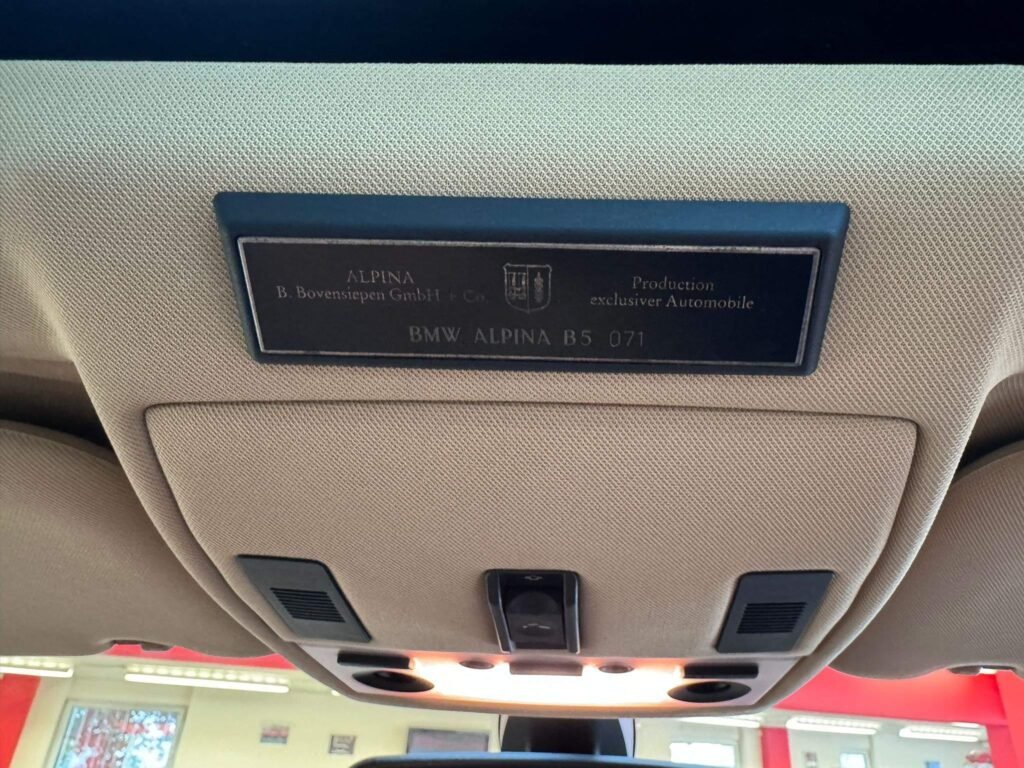 ALPINA
B. Bovensiepen GmbH + Co.
Production
exclusiver Automobile
BMW ALPINA B5 071